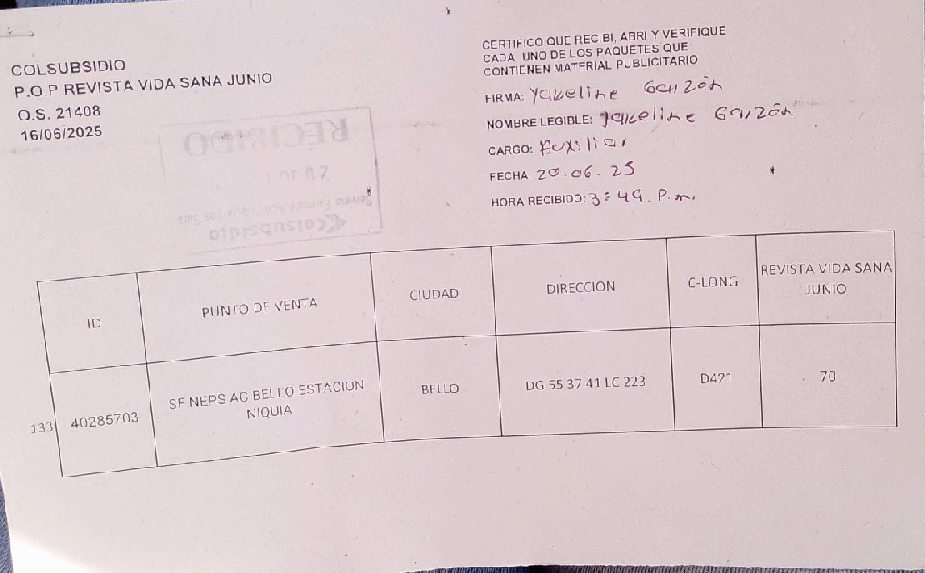 COLSUBSIDIO
P.O P REVISTA VIDA SANA JUNIO
O.S. 21408
16/06/2025
CERTIFICO QUE RECIBI, ABRI Y VERIFIQUE
CADA UNO DE LOS PAQUETES QUE
CONTIENEN MATERIAL PUBLICITARIO
FIRMA: Yakeline Garzón
NOMBRE LEGIBLE: Yakeline Garzón
CARGO: Auxiliar
FECHA 20.06.25
HORA RECIBIDO: 3:49. P.m.
RECIBIDO
Colsubsidio
ID
PUNTO DE VENTA
CIUDAD
DIRECCION
C-LONG
REVISTA VIDA SANA
JUNIO
133
40285703
SF NEPS AC BELLO ESTACION
NIQUIA
BELLO
DG 55 37 41 LC 223
D421
70